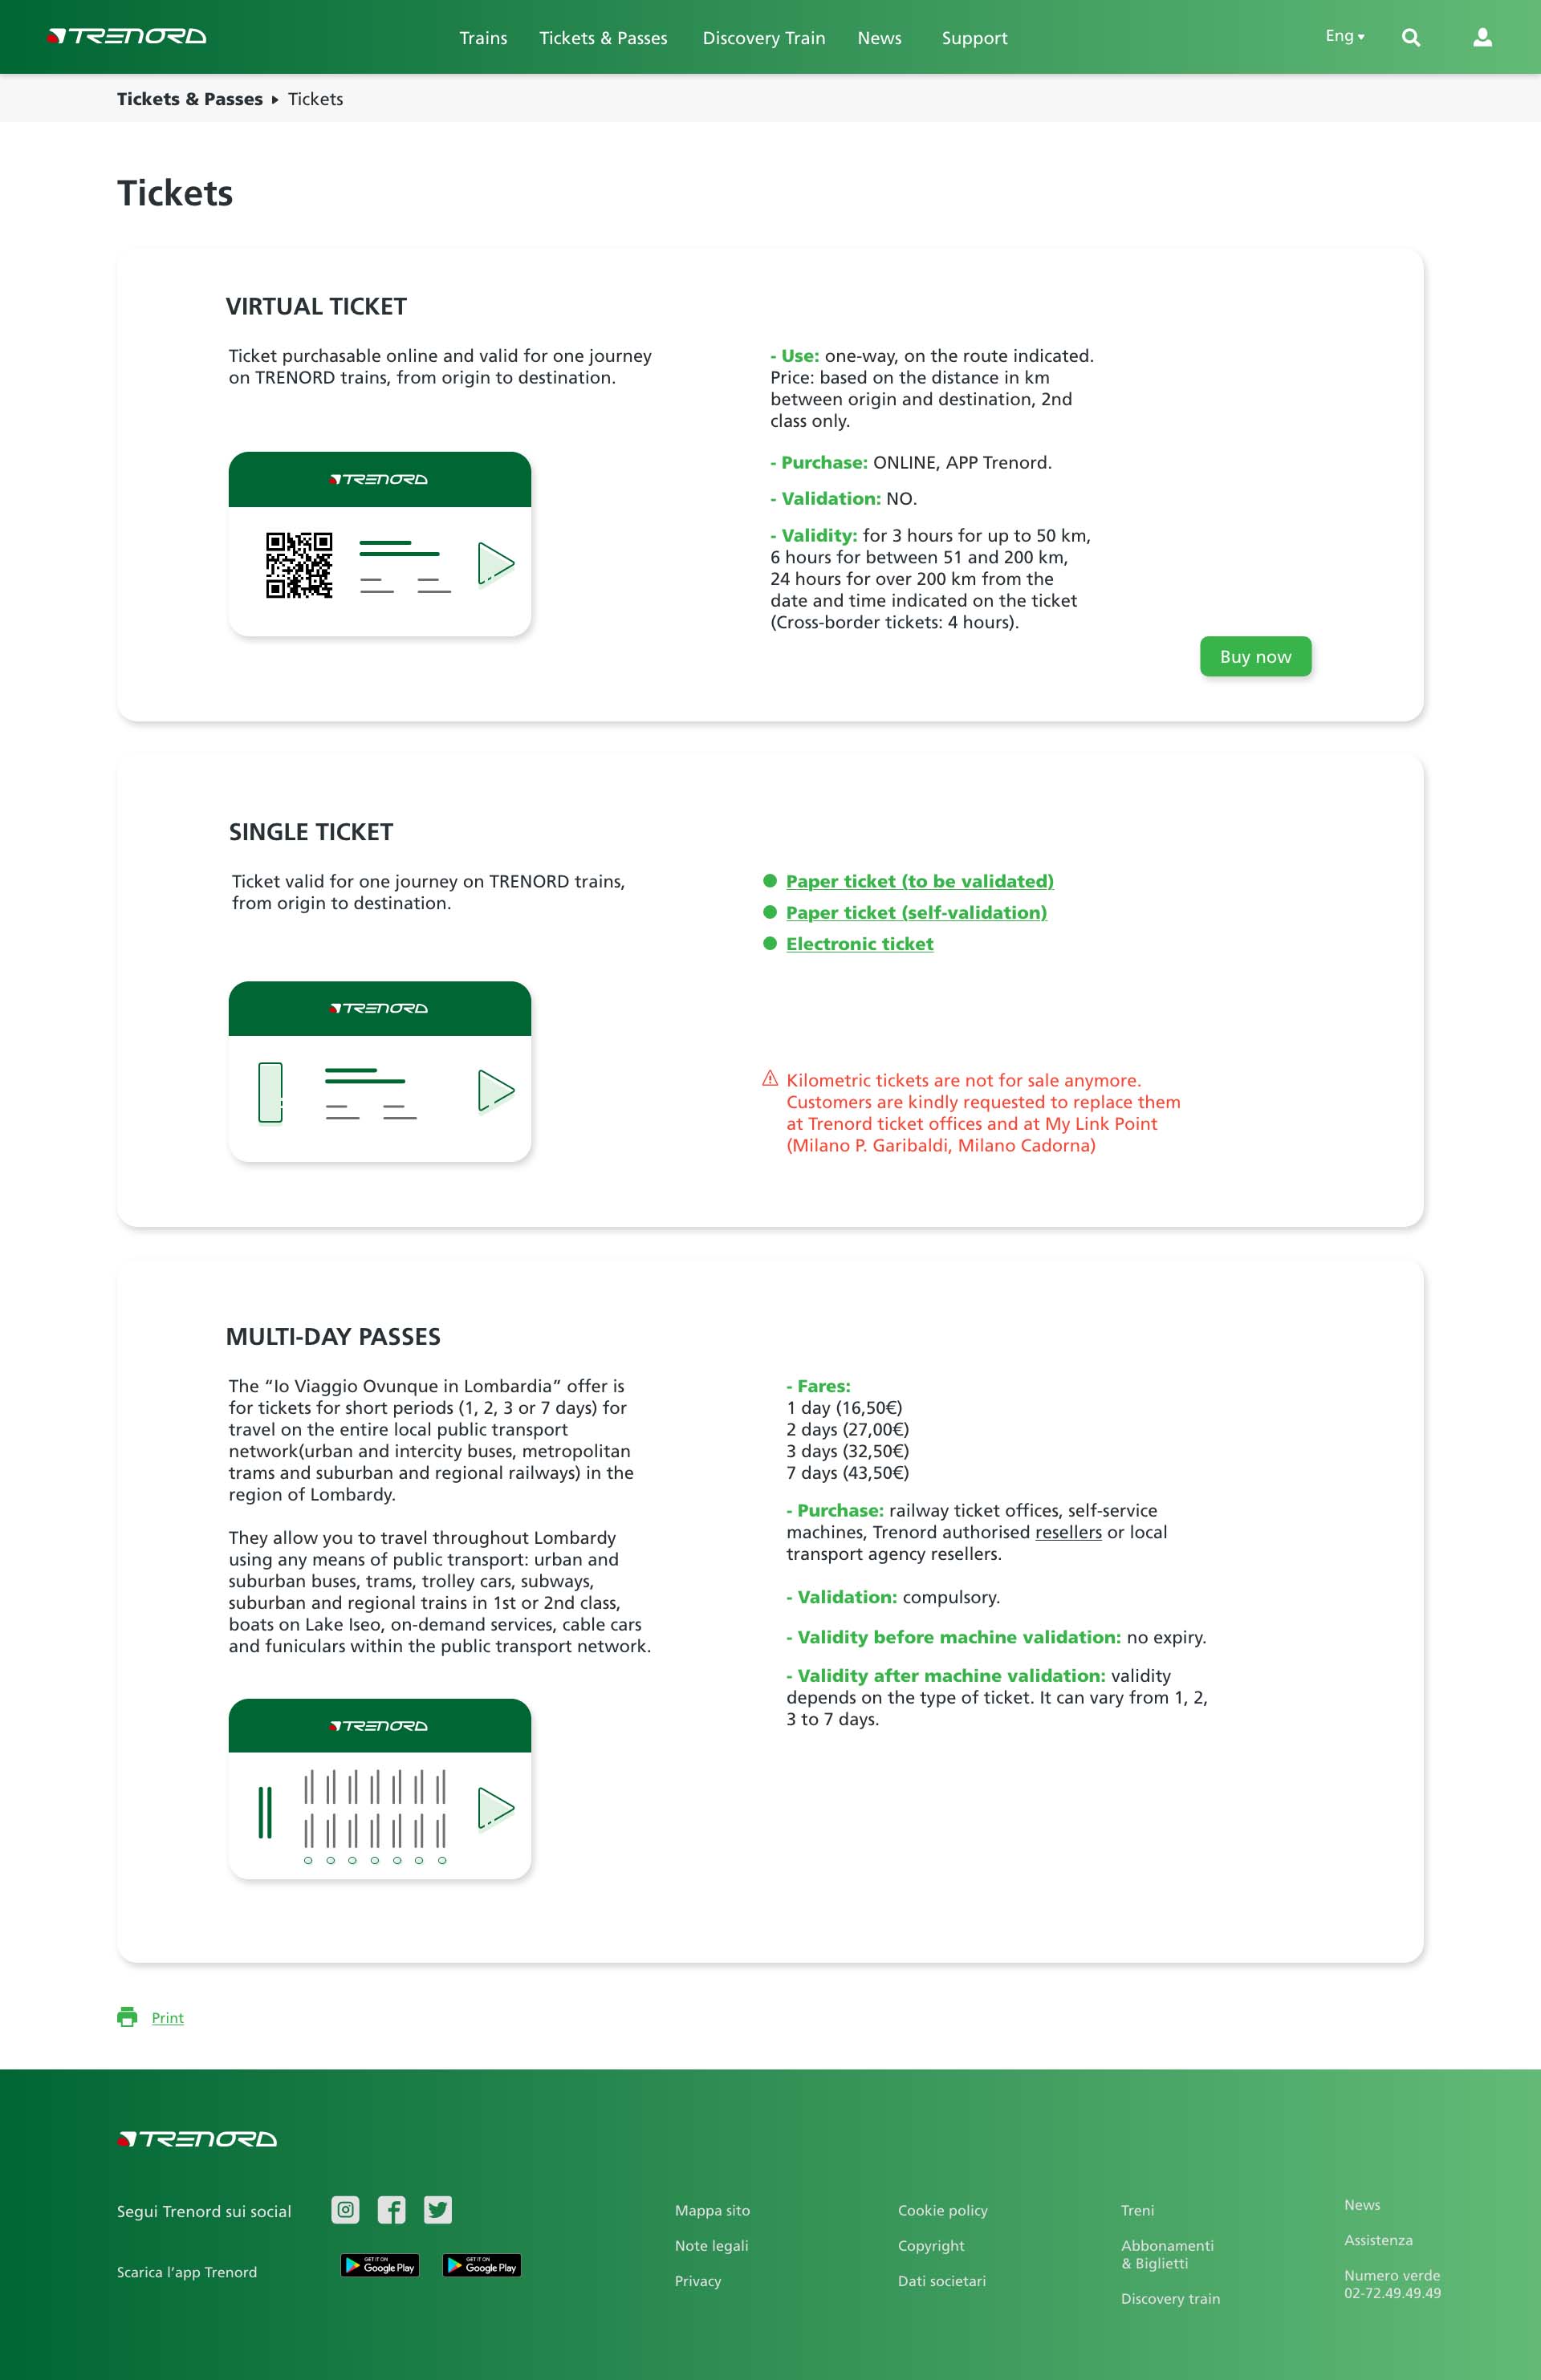 TRENORD
Trains
Tickets & Passes
Discovery Train
News
Support
Eng
Tickets & Passes
Tickets
Tickets
VIRTUAL TICKET
Ticket purchasable online and valid for one journey
on TRENORD trains, from origin to destination.
TRENORD
- Use: one-way, on the route indicated.
Price: based on the distance in km
between origin and destination, 2nd
class only.
- Purchase: ONLINE, APP Trenord.
- Validation: NO.
- Validity: for 3 hours for up to 50 km,
6 hours for between 51 and 200 km,
24 hours for over 200 km from the
date and time indicated on the ticket
(Cross-border tickets: 4 hours).
Buy now
SINGLE TICKET
Ticket valid for one journey on TRENORD trains,
from origin to destination.
TRENORD
Paper ticket (to be validated)
Paper ticket (self-validation)
Electronic ticket
Kilometric tickets are not for sale anymore.
Customers are kindly requested to replace them
at Trenord ticket offices and at My Link Point
(Milano P. Garibaldi, Milano Cadorna)
MULTI-DAY PASSES
The “Io Viaggio Ovunque in Lombardia” offer is
for tickets for short periods (1, 2, 3 or 7 days) for
travel on the entire local public transport
network(urban and intercity buses, metropolitan
trams and suburban and regional railways) in the
region of Lombardy.
They allow you to travel throughout Lombardy
using any means of public transport: urban and
suburban buses, trams, trolley cars, subways,
suburban and regional trains in 1st or 2nd class,
boats on Lake Iseo, on-demand services, cable cars
and funiculars within the public transport network.
TRENORD
- Fares:
1 day (16,50€)
2 days (27,00€)
3 days (32,50€)
7 days (43,50€)
- Purchase: railway ticket offices, self-service
machines, Trenord authorised resellers or local
transport agency resellers.
- Validation: compulsory.
- Validity before machine validation: no expiry.
- Validity after machine validation: validity
depends on the type of ticket. It can vary from 1, 2,
3 to 7 days.
Print
TRENORD
Segui Trenord sui social
Scarica l’app Trenord
GET IT ON
Google Play
GET IT ON
Google Play
Mappa sito
Note legali
Privacy
Cookie policy
Copyright
Dati societari
Treni
Abbonamenti
& Biglietti
Discovery train
News
Assistenza
Numero verde
02-72.49.49.49